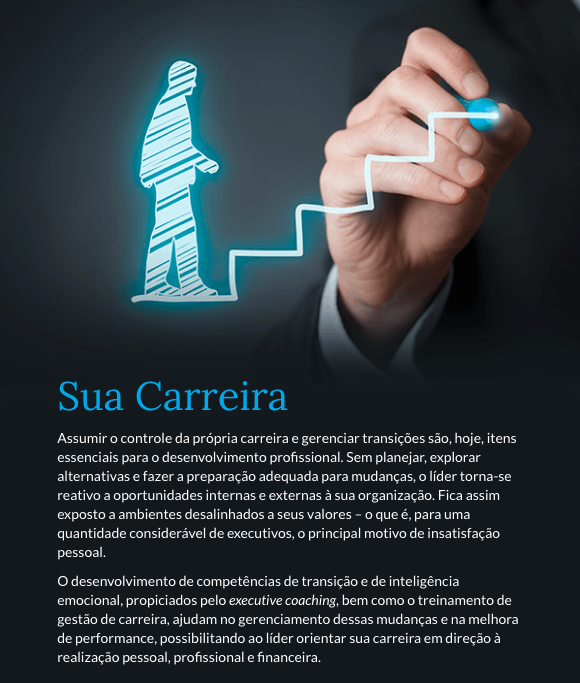 Sua Carreira
Assumir o controle da própria carreira e gerenciar transições são, hoje, itens
essenciais para o desenvolvimento profissional. Sem planejar, explorar
alternativas e fazer a preparação adequada para mudanças, o líder torna-se
reativo a oportunidades internas e externas à sua organização. Fica assim
exposto a ambientes desalinhados a seus valores – o que é, para uma
quantidade considerável de executivos, o principal motivo de insatisfação
pessoal.
O desenvolvimento de competências de transição e de inteligência
emocional, propiciados pelo executive coaching, bem como o treinamento de
gestão de carreira, ajudam no gerenciamento dessas mudanças e na melhora
de performance, possibilitando ao líder orientar sua carreira em direção à
realização pessoal, profissional e financeira.